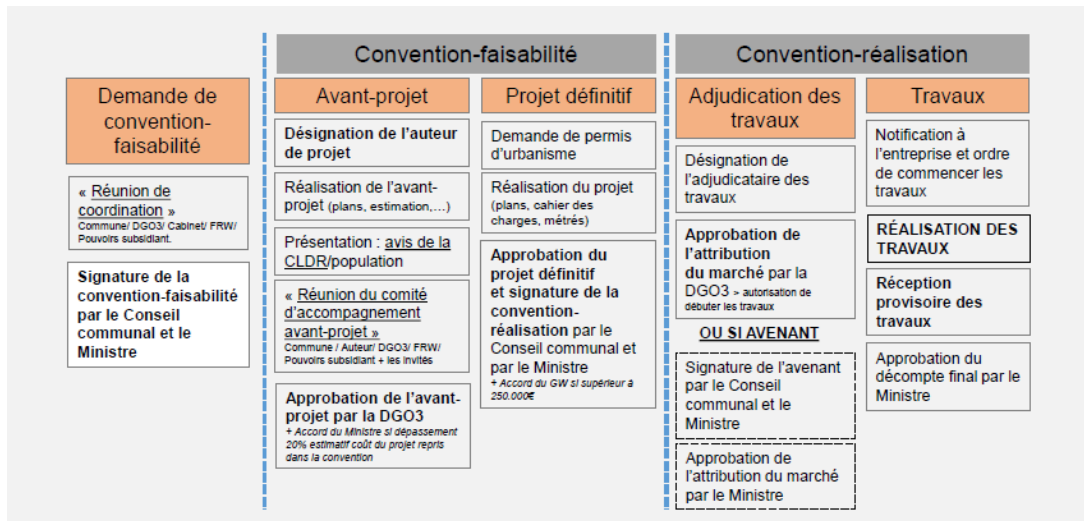 Convention-faisabilité
Convention-réalisation
Demande de
convention-
faisabilité
« Réunion de
coordination »
Commune/ DGO3/ Cabinet/ FRW/
Pouvoirs subsidiant.
Signature de la
convention-faisabilité
par le Conseil
communal et le
Ministre
Avant-projet
Désignation de l’auteur
de projet
Réalisation de l’avant-
projet (plans, estimation,…)
Présentation : avis de la
CLDR/population
« Réunion du comité
d’accompagnement
avant-projet »
Commune / Auteur/ DGO3/ FRW/
Pouvoirs subsidiant + les invités
Approbation de l’avant-
projet par la DGO3
+ Accord du Ministre si dépassement
20% estimatif coût du projet repris
dans la convention
Projet définitif
Demande de permis
d’urbanisme
Réalisation du projet
(plans, cahier des
charges, métrés)
Approbation du
projet définitif
et signature de la
convention-
réalisation par le
Conseil communal et
par le Ministre
+ Accord du GW si supérieur à
250.000€
Adjudication des
travaux
Désignation de
l’adjudicataire des
travaux
Approbation de
l’attribution
du marché par la
DGO3 > autorisation de
débuter les travaux
OU SI AVENANT
Signature de l’avenant
par le Conseil
communal et le
Ministre
Approbation de
l’attribution du marché
par le Ministre
Travaux
Notification à
l’entreprise et ordre
de commencer les
travaux
RÉALISATION DES
TRAVAUX
Réception
provisoire des
travaux
Approbation du
décompte final par le
Ministre